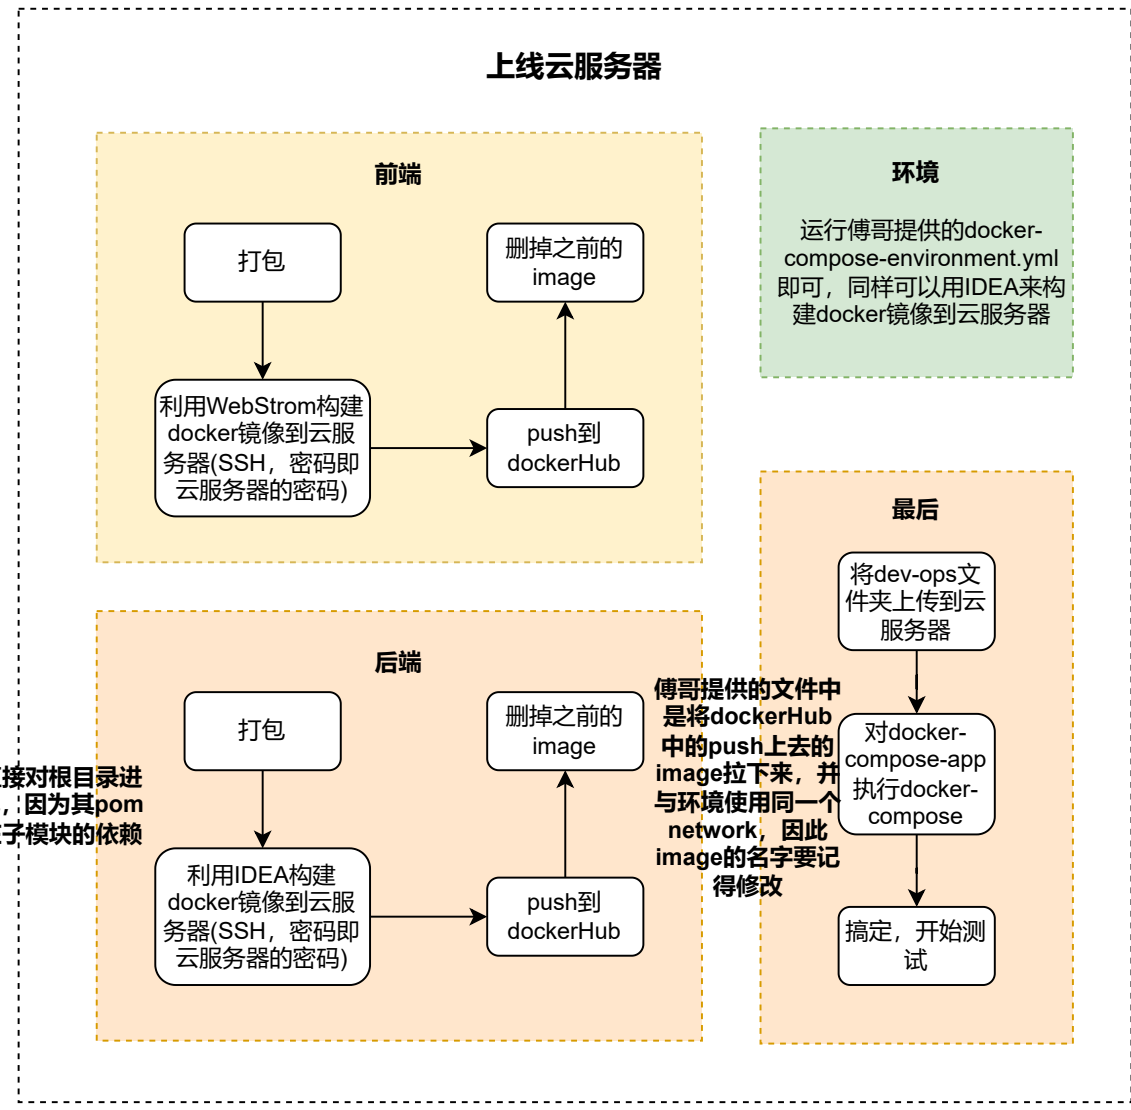 上线云服务器
前端
打包
删掉之前的
image
利用WebStrom构建
docker镜像到云服
务器(SSH，密码即
云服务器的密码)
push到
dockerHub
环境
运行傅哥提供的docker-
compose-environment.yml
即可，同样可以用IDEA来构
建docker镜像到云服务器
后端
打包
删掉之前的
image
接对根目录进
，因为其pom
子模块的依赖
利用IDEA构建
docker镜像到云服
务器(SSH，密码即
云服务器的密码)
push到
dockerHub
最后
将dev-ops文
件夹上传到云
服务器
傅哥提供的文件中
是将dockerHub
中的push上去的
image拉下来，并
与环境使用同一个
network，因此
image的名字要记
得修改
对docker-
compose-app
执行docker-
compose
搞定，开始测
试